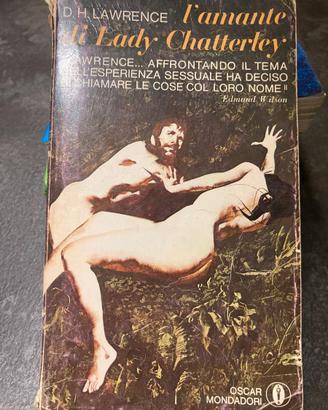 D. H. LAWRENCE l'amante
di Lady Chatterley
LAWRENCE... AFFRONTANDO IL TEMA
DELL'ESPERIENZA SESSUALE HA DECISO
DI CHIAMARE LE COSE COL LORO NOME"
Edmund Wilson
OSCAR
MONDADORI